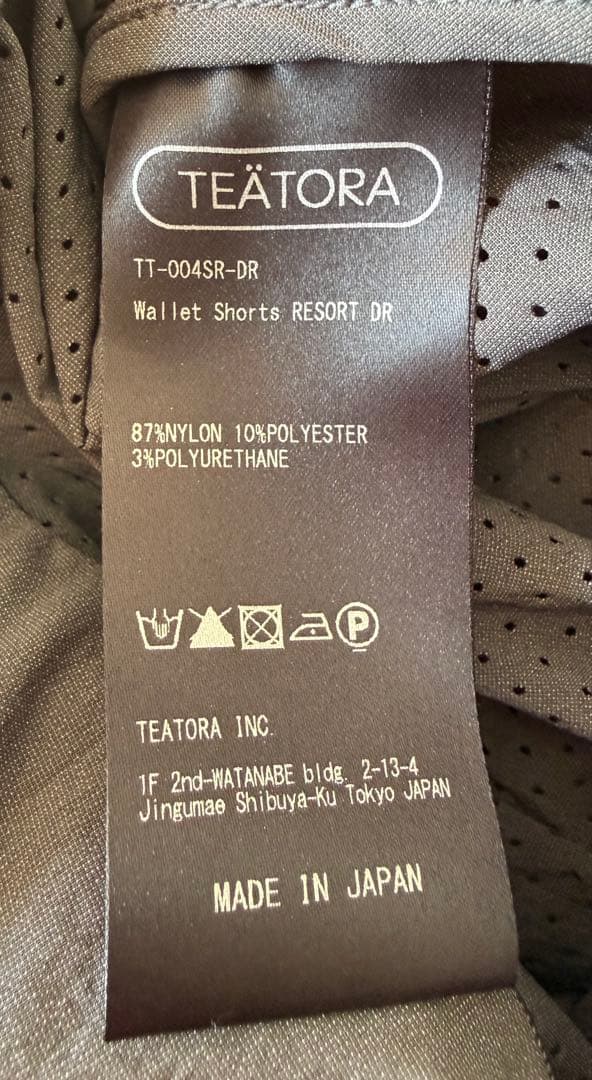 TEÄTORA
TT-004SR-DR
Wallet Shorts RESORT DR
87%NYLON 10%POLYESTER
3%POLYURETHANE
P
TEATORA INC.
1F 2nd-WATANABE bldg. 2-13-4
Jingumae Shibuya-Ku Tokyo JAPAN
MADE IN JAPAN